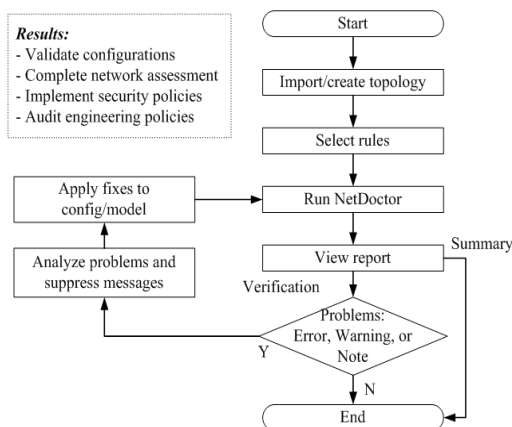 Results:
- Validate configurations
- Complete network assessment
- Implement security policies
- Audit engineering policies
Start
Import/create topology
Select rules
Run NetDoctor
Apply fixes to
config/model
View report
Summary
Analyze problems and
suppress messages
Verification
Problems:
Error, Warning, or
Note
Y
N
End